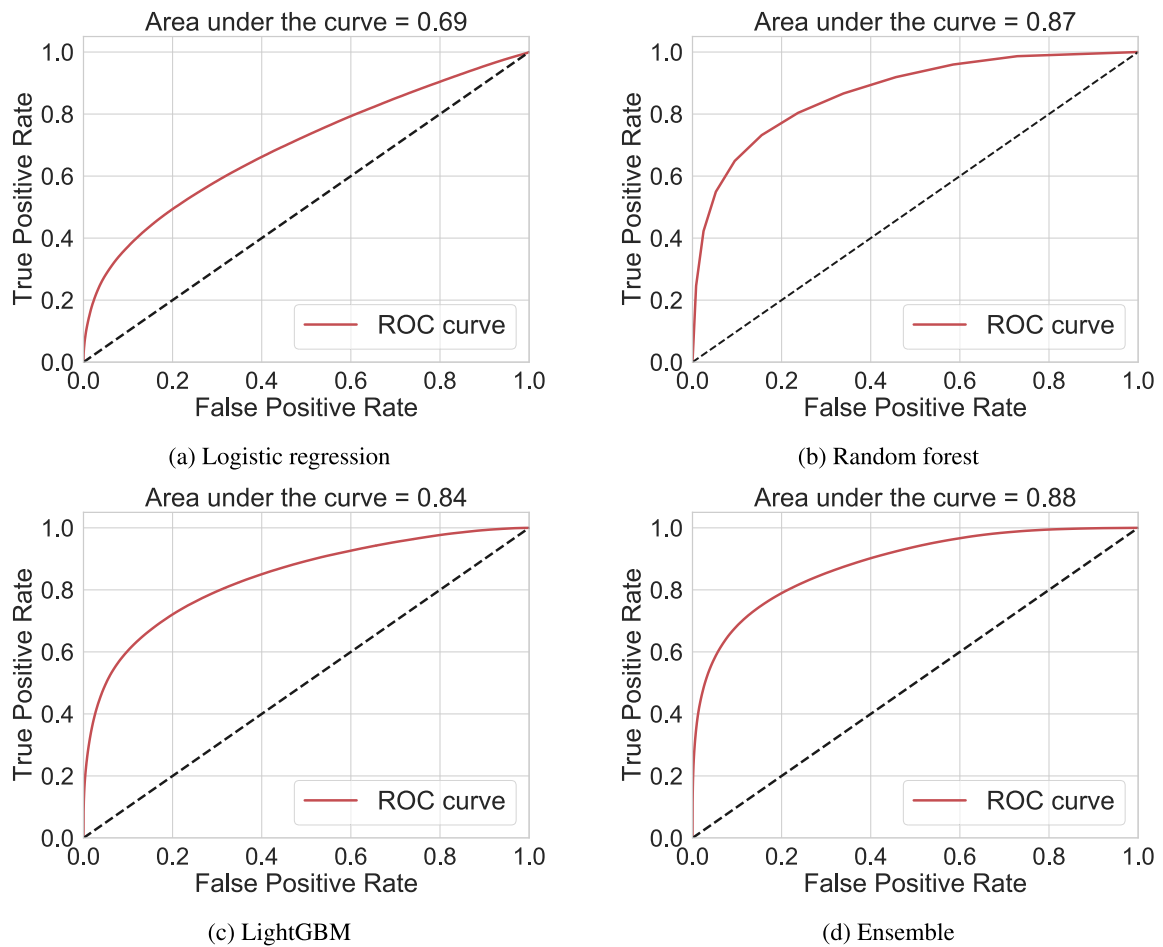 Area under the curve = 0.69
1.0
0.8
0.6
0.4
0.2
0.0
True Positive Rate
ROC curve
0.0 0.2 0.4 0.6 0.8 1.0
False Positive Rate
(a) Logistic regression
Area under the curve = 0.87
1.0
0.8
0.6
0.4
0.2
0.0
True Positive Rate
ROC curve
0.0 0.2 0.4 0.6 0.8 1.0
False Positive Rate
(b) Random forest
Area under the curve = 0.84
1.0
0.8
0.6
0.4
0.2
0.0
True Positive Rate
ROC curve
0.0 0.2 0.4 0.6 0.8 1.0
False Positive Rate
(c) LightGBM
Area under the curve = 0.88
1.0
0.8
0.6
0.4
0.2
0.0
True Positive Rate
ROC curve
0.0 0.2 0.4 0.6 0.8 1.0
False Positive Rate
(d) Ensemble